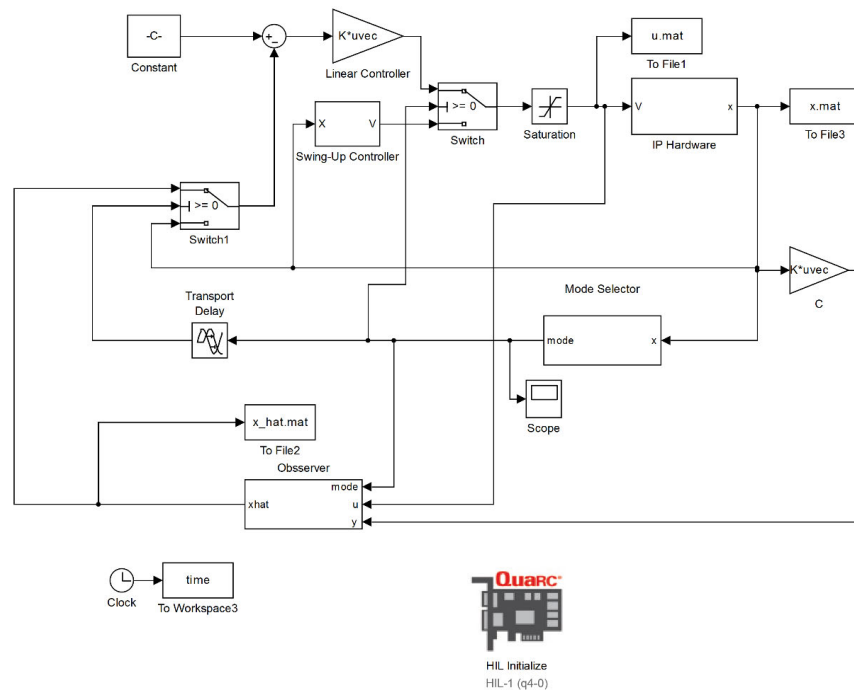 -C-
Constant
K*uvec
Linear Controller
X
V
Swing-Up Controller
>= 0
Switch
Saturation
u.mat
To File1
V
x
IP Hardware
x.mat
To File3
>= 0
Switch1
K*uvec
C
Transport
Delay
Mode Selector
mode
x
Scope
x_hat.mat
To File2
Obsserver
xhat
mode
u
y
Clock
time
To Workspace3
QUARC
HIL Initialize
HIL-1 (q4-0)